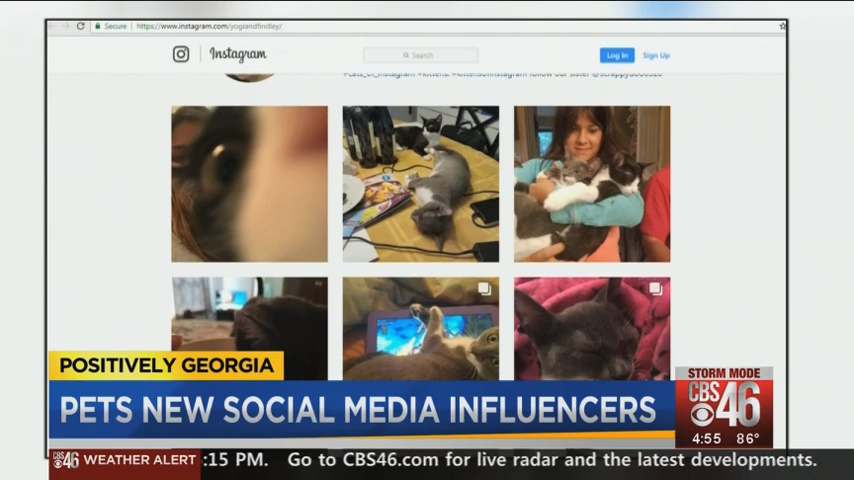 Secure | https://www.instagram.com/yogiandfindley/
Instagram
Search
Log In
Sign Up
POSITIVELY GEORGIA
PETS NEW SOCIAL MEDIA INFLUENCERS
STORM MODE
CBS
46
4:55 86°
CBS46 WEATHER ALERT :15 PM. Go to CBS46.com for live radar and the latest developments.